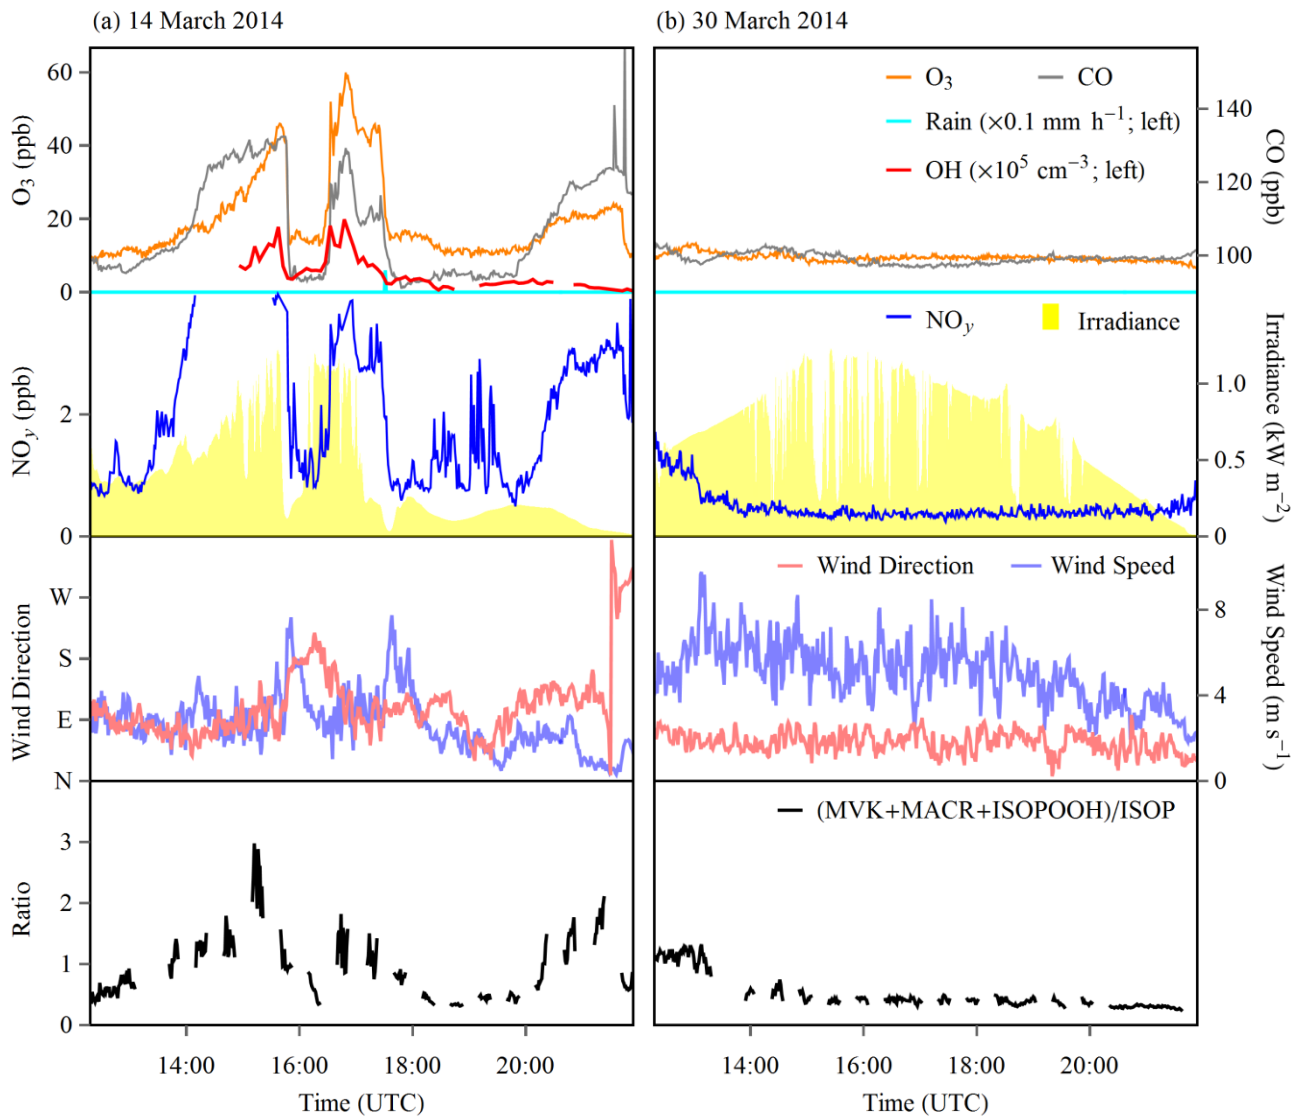 (a) 14 March 2014
(b) 30 March 2014
60
40
20
0
O₃ (ppb)
O₃
CO
Rain (×0.1 mm h⁻¹; left)
OH (×10⁵ cm⁻³; left)
140
120
100
CO (ppb)
2
0
NOy (ppb)
NOy
Irradiance
1.0
0.5
0
Irradiance (kW m⁻²)
W
S
E
N
Wind Direction
Wind Direction
Wind Speed
8
4
0
Wind Speed (m s⁻¹)
3
2
1
0
Ratio
(MVK+MACR+ISOPOOH)/ISOP
14:00
16:00
18:00
20:00
14:00
16:00
18:00
20:00
Time (UTC)
Time (UTC)